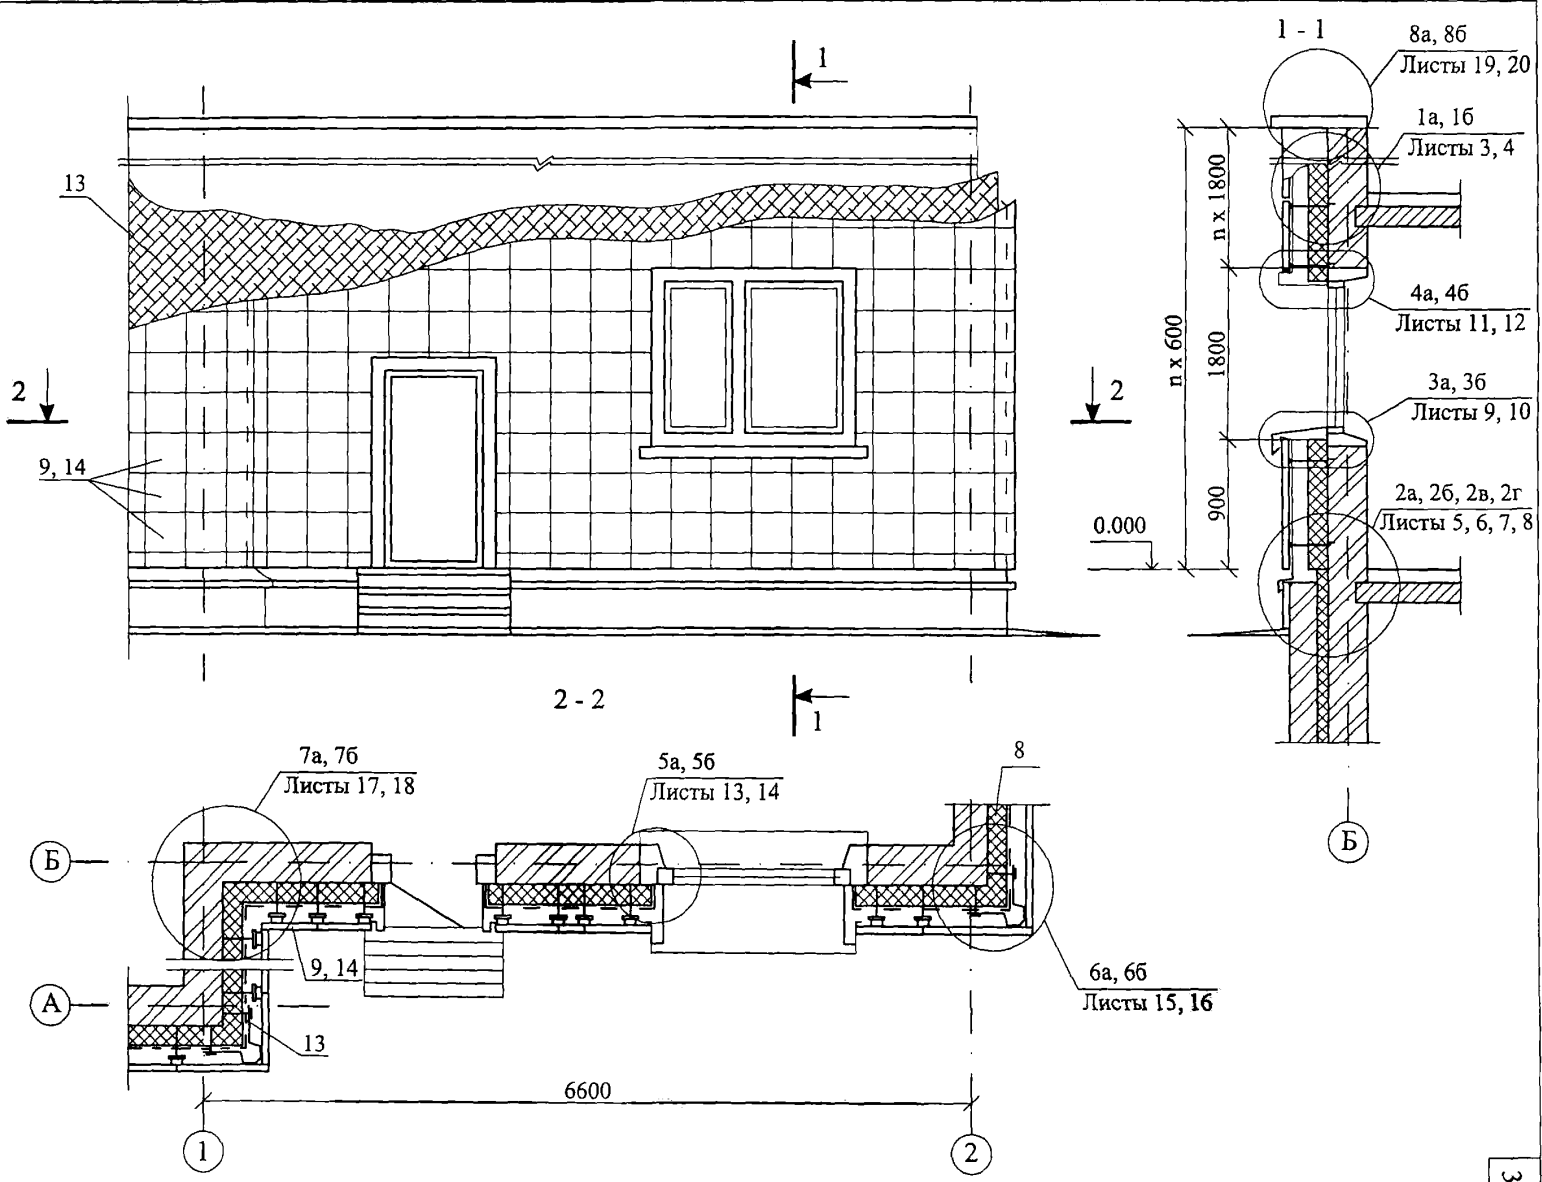 1
1 - 1
8а, 8б
Листы 19, 20
1а, 1б
Листы 3, 4
13
n x 1800
4а, 4б
Листы 11, 12
n x 600
1800
2
2
3а, 3б
Листы 9, 10
9, 14
900
2а, 2б, 2в, 2г
Листы 5, 6, 7, 8
0.000
2 - 2
1
7а, 7б
Листы 17, 18
5а, 5б
Листы 13, 14
8
Б
Б
9, 14
6а, 6б
Листы 15, 16
А
13
6600
1
2
3